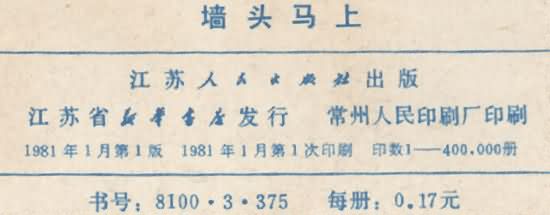 墙头马上
江苏人民出版社出版
江苏省新华书店发行 常州人民印刷厂印刷
1981年1月第1版 1981年1月第1次印刷 印数1——400,000册
书号：8100·3·375 每册：0.17元